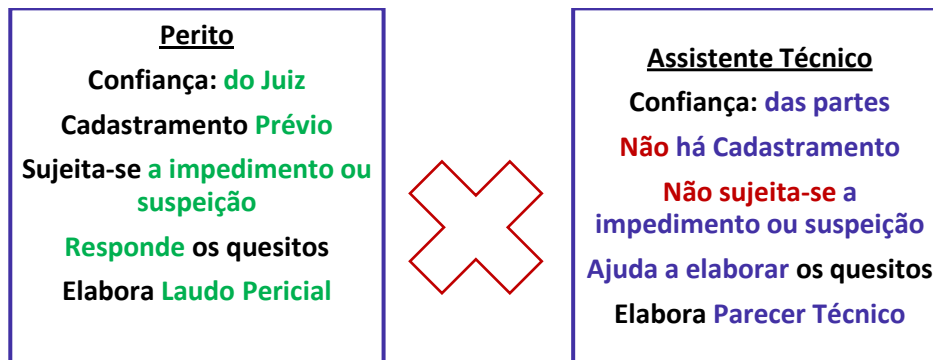 Perito
Confiança: do Juiz
Cadastramento Prévio
Sujeita-se a impedimento ou
suspeição
Responde os quesitos
Elabora Laudo Pericial
Assistente Técnico
Confiança: das partes
Não há Cadastramento
Não sujeita-se a
impedimento ou suspeição
Ajuda a elaborar os quesitos
Elabora Parecer Técnico